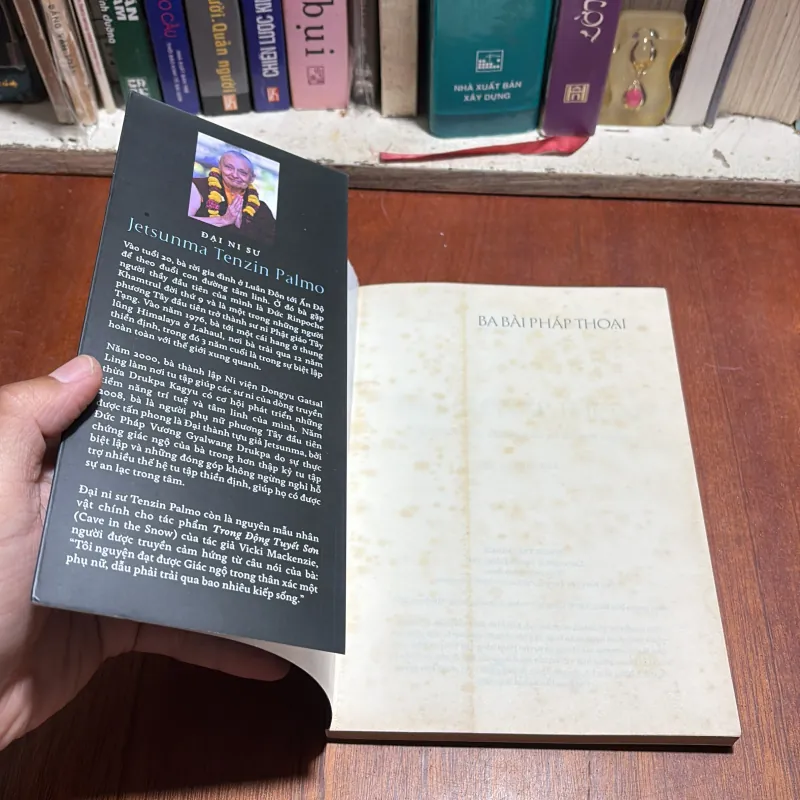 bụi
CHIẾN LƯỢC
NHÀ XUẤT BẢN
XÂY DỰNG
ĐẠI NI SƯ
Jetsunma Tenzin Palmo
Vào tuổi 20, bà rời gia đình ở Luân Đôn tới Ấn Độ
để theo đuổi con đường tâm linh. Ở đó bà gặp
người thầy đầu tiên của mình là Đức Rinpoche
Khamtrul đời thứ 9 và là một trong những người
phương Tây đầu tiên trở thành sư ni Phật giáo Tây
Tạng. Vào năm 1976, bà tới một cái hang ở thung
lũng Himalaya ở Lahaul, nơi bà trải qua 12 năm
thiền định, trong đó 3 năm cuối là trong sự biệt lập
hoàn toàn với thế giới xung quanh.
Năm 2000, bà thành lập Ni viện Dongyu Gatsal
Ling làm nơi tu tập giúp các sư ni của dòng truyền
thừa Drukpa Kagyu có cơ hội phát triển những
tiềm năng trí tuệ và tâm linh của mình. Năm
2008, bà là người phụ nữ phương Tây đầu tiên
được tấn phong là Đại thành tựu giả Jetsunma, bởi
Đức Pháp Vương Gyalwang Drukpa do sự thực
chứng giác ngộ của bà trong hơn thập kỷ tu tập
biệt lập và những đóng góp không ngừng nghỉ hỗ
trợ nhiều thế hệ tu tập thiền định, giúp họ có được
sự an lạc trong tâm.
Đại ni sư Tenzin Palmo còn là nguyên mẫu nhân
vật chính cho tác phẩm Trong Động Tuyết Sơn
(Cave in the Snow) của tác giả Vicki Mackenzie,
người được truyền cảm hứng từ câu nói của bà:
"Tôi nguyện đạt được Giác ngộ trong thân xác một
phụ nữ, dẫu phải trải qua bao nhiêu kiếp sống."
BA BÀI PHÁP THOẠI